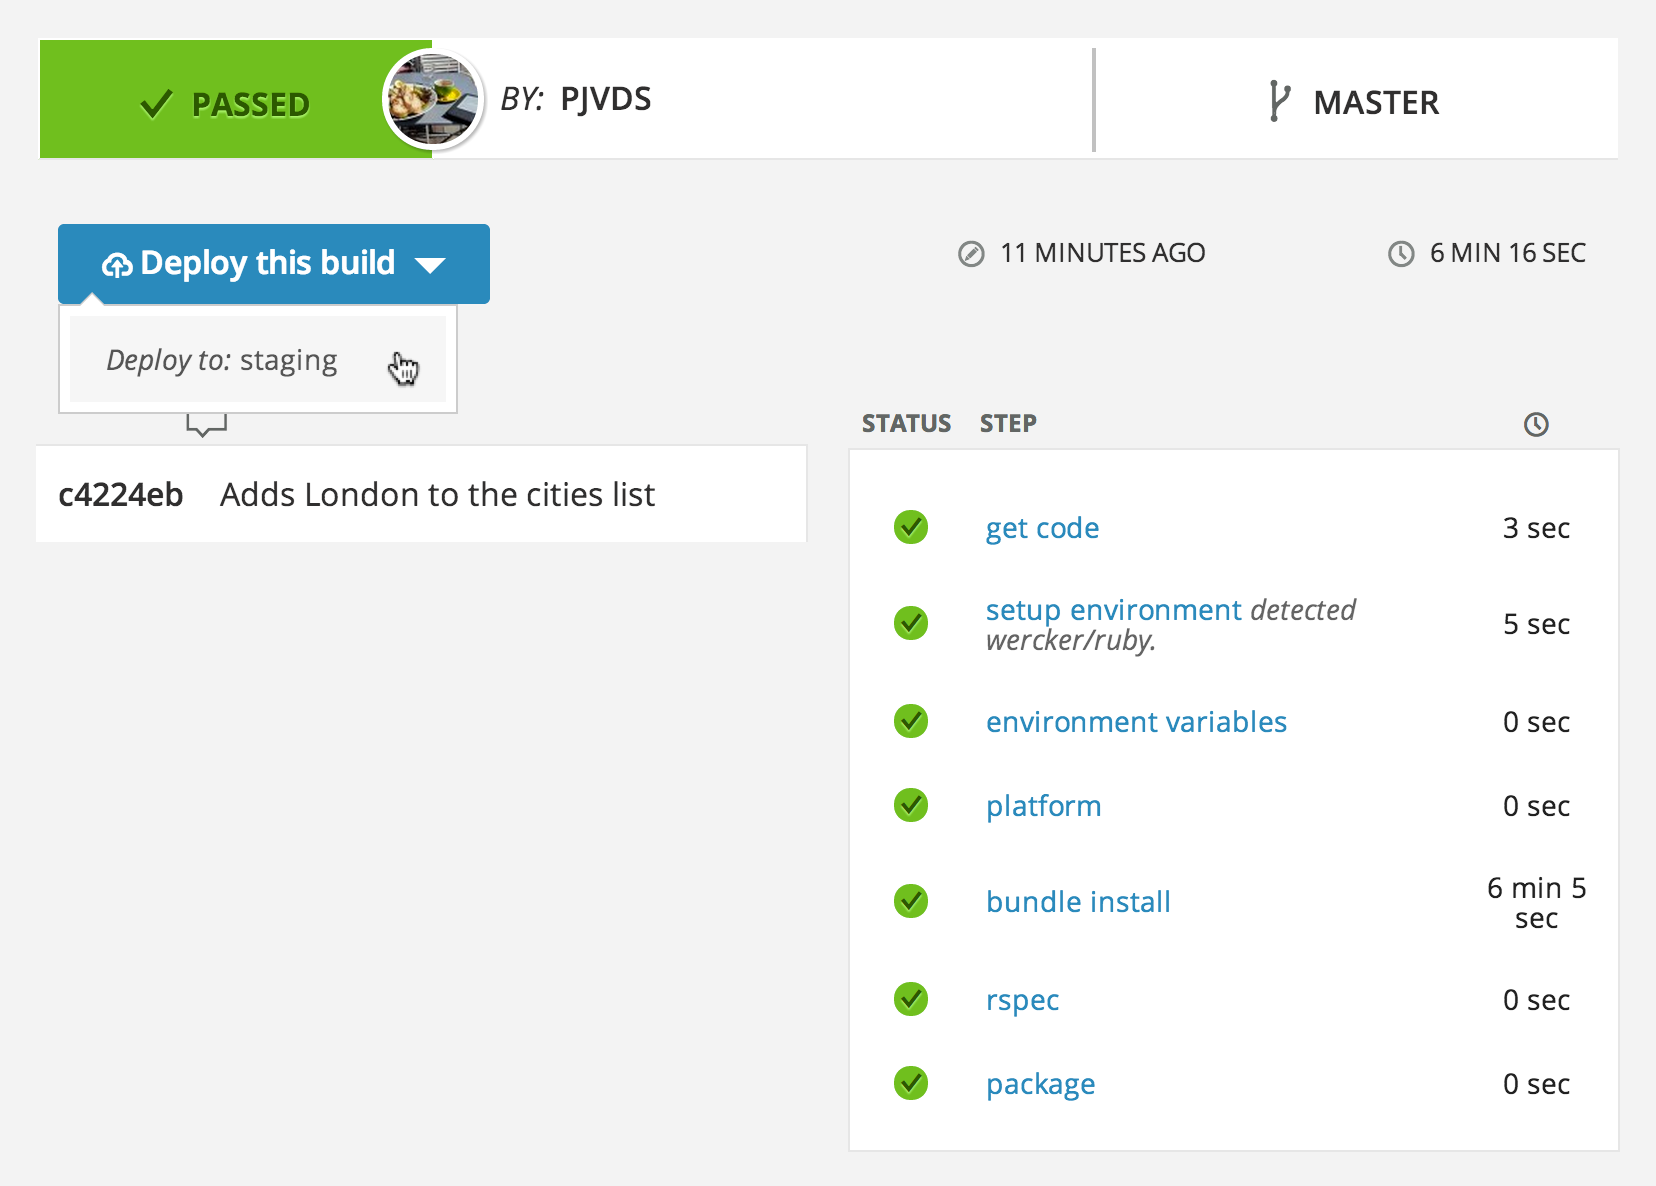 PASSED
BY: PJVDS
MASTER
Deploy this build
11 MINUTES AGO
6 MIN 16 SEC
Deploy to: staging
c4224eb Adds London to the cities list
STATUS STEP
get code 3 sec
setup environment detected
wercker/ruby.
5 sec
environment variables 0 sec
platform 0 sec
bundle install
6 min 5
sec
rspec 0 sec
package 0 sec